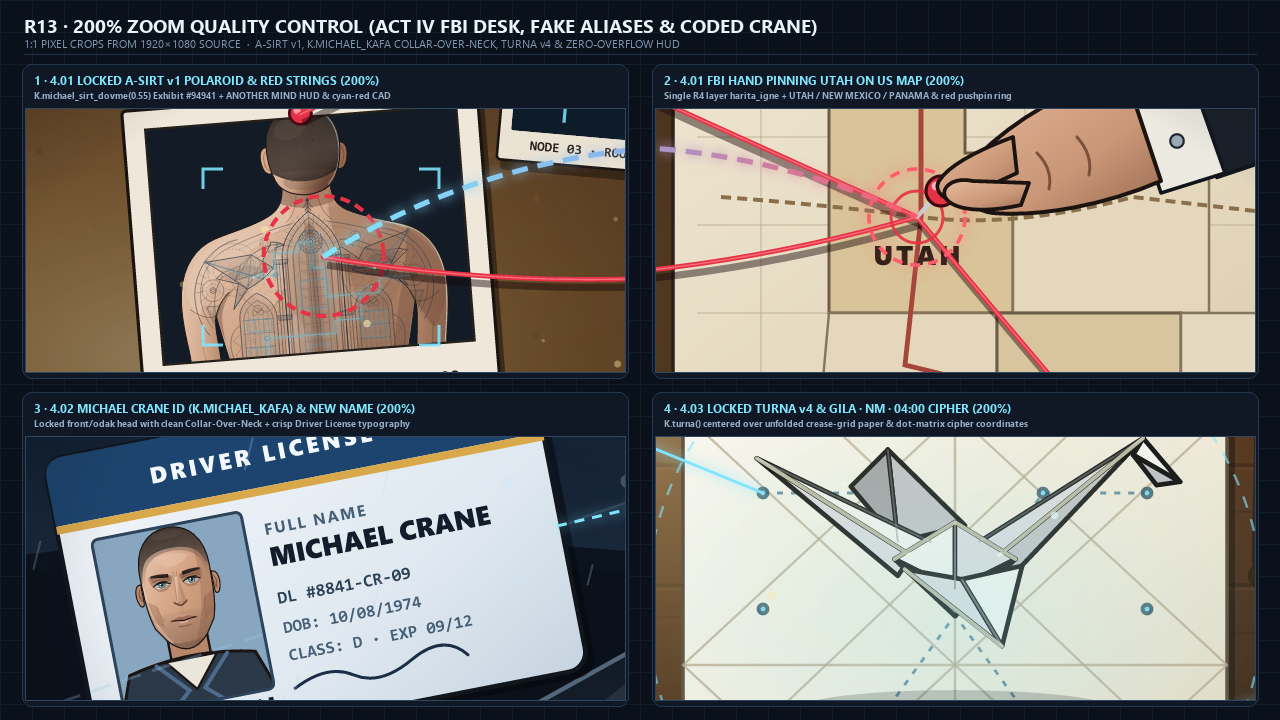 R13 · 200% ZOOM QUALITY CONTROL (ACT IV FBI DESK, FAKE ALIASES & CODED CRANE)
1:1 PIXEL CROPS FROM 1920×1080 SOURCE · A-SIRT v1, K.MICHAEL_KAFA COLLAR-OVER-NECK, TURNA v4 & ZERO-OVERFLOW HUD
1 · 4.01 LOCKED A-SIRT v1 POLAROID & RED STRINGS (200%)
K.michael_sirt_dovme(0.55) Exhibit #94941 + ANOTHER MIND HUD & cyan-red CAD
NODE 03 · ROU
2 · 4.01 FBI HAND PINNING UTAH ON US MAP (200%)
Single R4 layer harita_igne + UTAH / NEW MEXICO / PANAMA & red pushpin ring
UTAH
3 · 4.02 MICHAEL CRANE ID (K.MICHAEL_KAFA) & NEW NAME (200%)
Locked front/odak head with clean Collar-Over-Neck + crisp Driver License typography
DRIVER LICENSE
FULL NAME
MICHAEL CRANE
DL #8841-CR-09
DOB: 10/08/1974
CLASS: D · EXP 09/12
4 · 4.03 LOCKED TURNA v4 & GILA · NM · 04:00 CIPHER (200%)
K.turna() centered over unfolded crease-grid paper & dot-matrix cipher coordinates